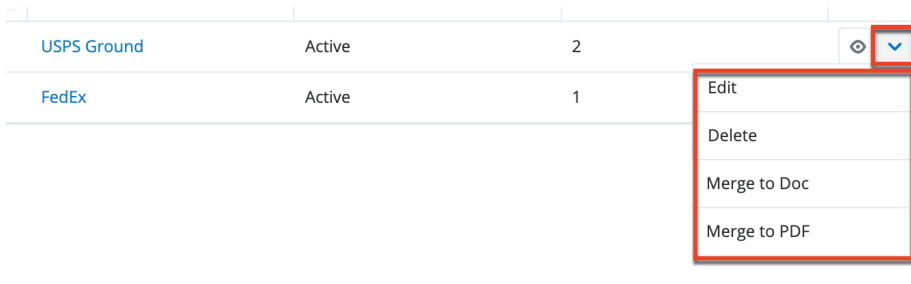 USPS Ground Active 2
FedEx Active 1
Edit
Delete
Merge to Doc
Merge to PDF